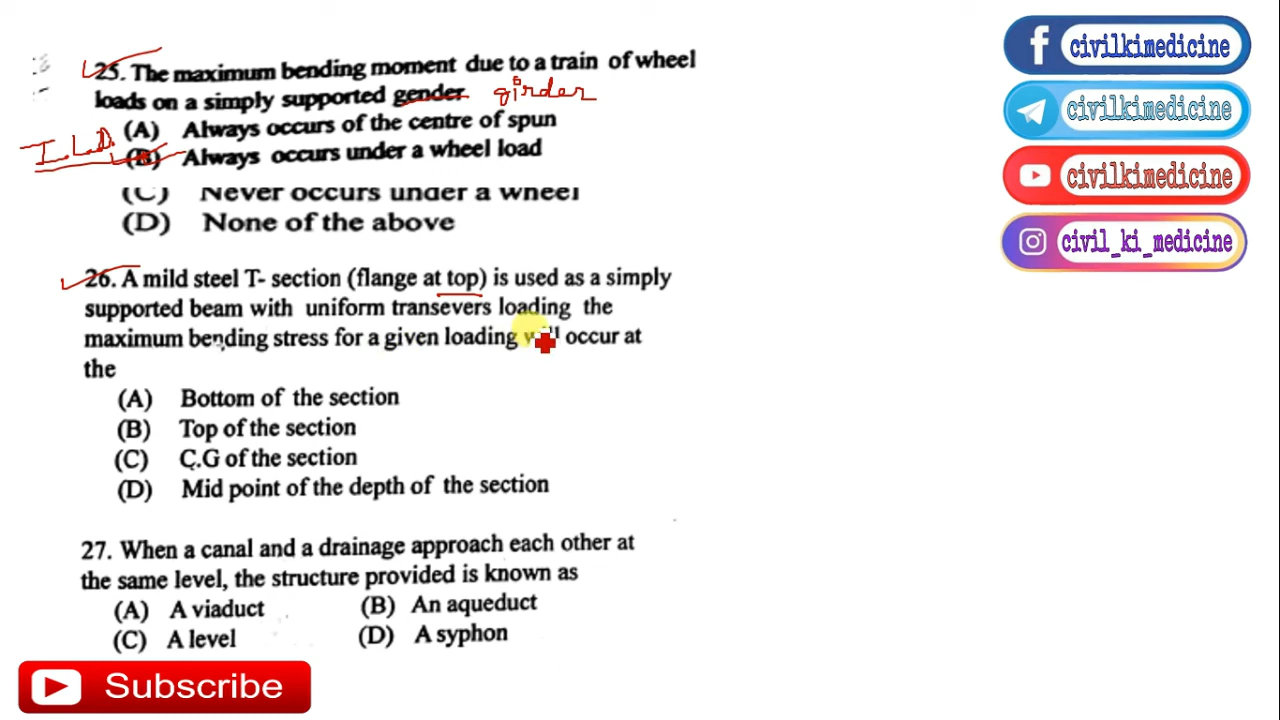 25. The maximum bending moment due to a train of wheel
loads on a simply supported gender girder
I.L.D. (A) Always occurs of the centre of spun
(B) Always occurs under a wheel load
(C) Never occurs under a wheel
(D) None of the above
26. A mild steel T- section (flange at top) is used as a simply
supported beam with uniform transevers loading the
maximum bending stress for a given loading will occur at
the
(A) Bottom of the section
(B) Top of the section
(C) C.G of the section
(D) Mid point of the depth of the section
27. When a canal and a drainage approach each other at
the same level, the structure provided is known as
(A) A viaduct (B) An aqueduct
(C) A level (D) A syphon
Subscribe
civilkimedicine
civilkimedicine
civilkimedicine
civil_ki_medicine